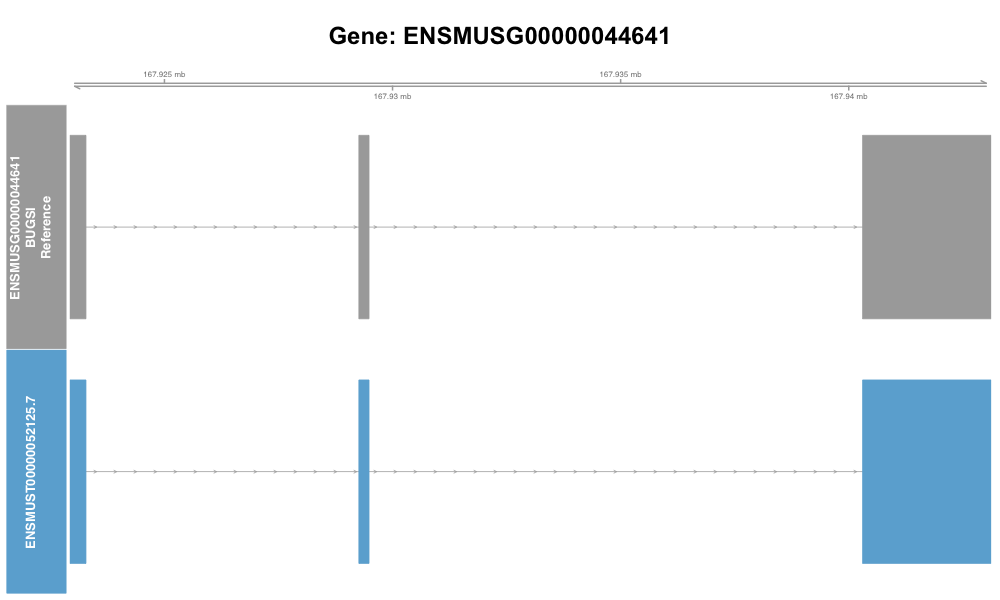 Gene: ENSMUSG00000044641
167.925 mb
167.935 mb
167.93 mb
167.94 mb
ENSMUSG00000044641
BUGSI
Reference
ENSMUST00000052125.7